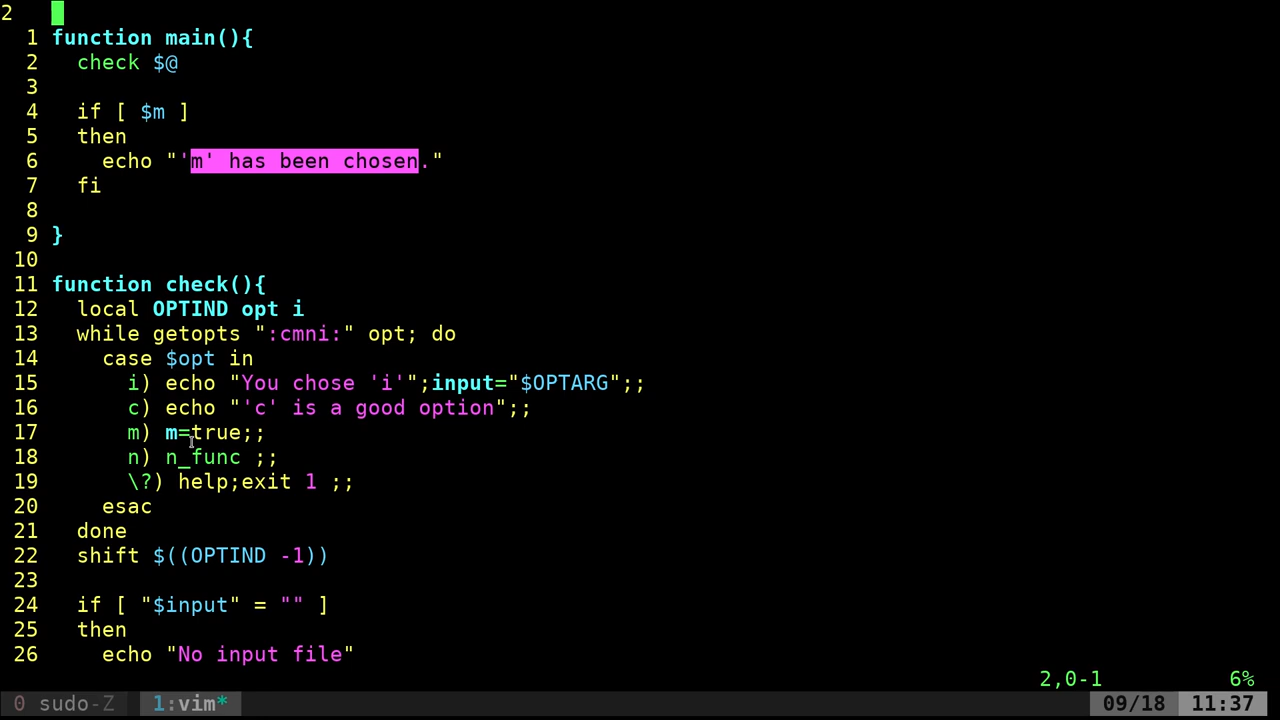 2
1 function main(){
2   check $@
3
4   if [ $m ]
5   then
6     echo "'m' has been chosen."
7   fi
8
9 }
10
11 function check(){
12   local OPTIND opt i
13   while getopts ":cmni:" opt; do
14     case $opt in
15       i) echo "You chose 'i'";input="$OPTARG";;
16       c) echo "'c' is a good option";;
17       m) m=true;;
18       n) n_func ;;
19       \?) help;exit 1 ;;
20     esac
21   done
22   shift $((OPTIND -1))
23
24   if [ "$input" = "" ]
25   then
26     echo "No input file"
2,0-1 6%
0 sudo-Z 1:vim* 09/18 11:37